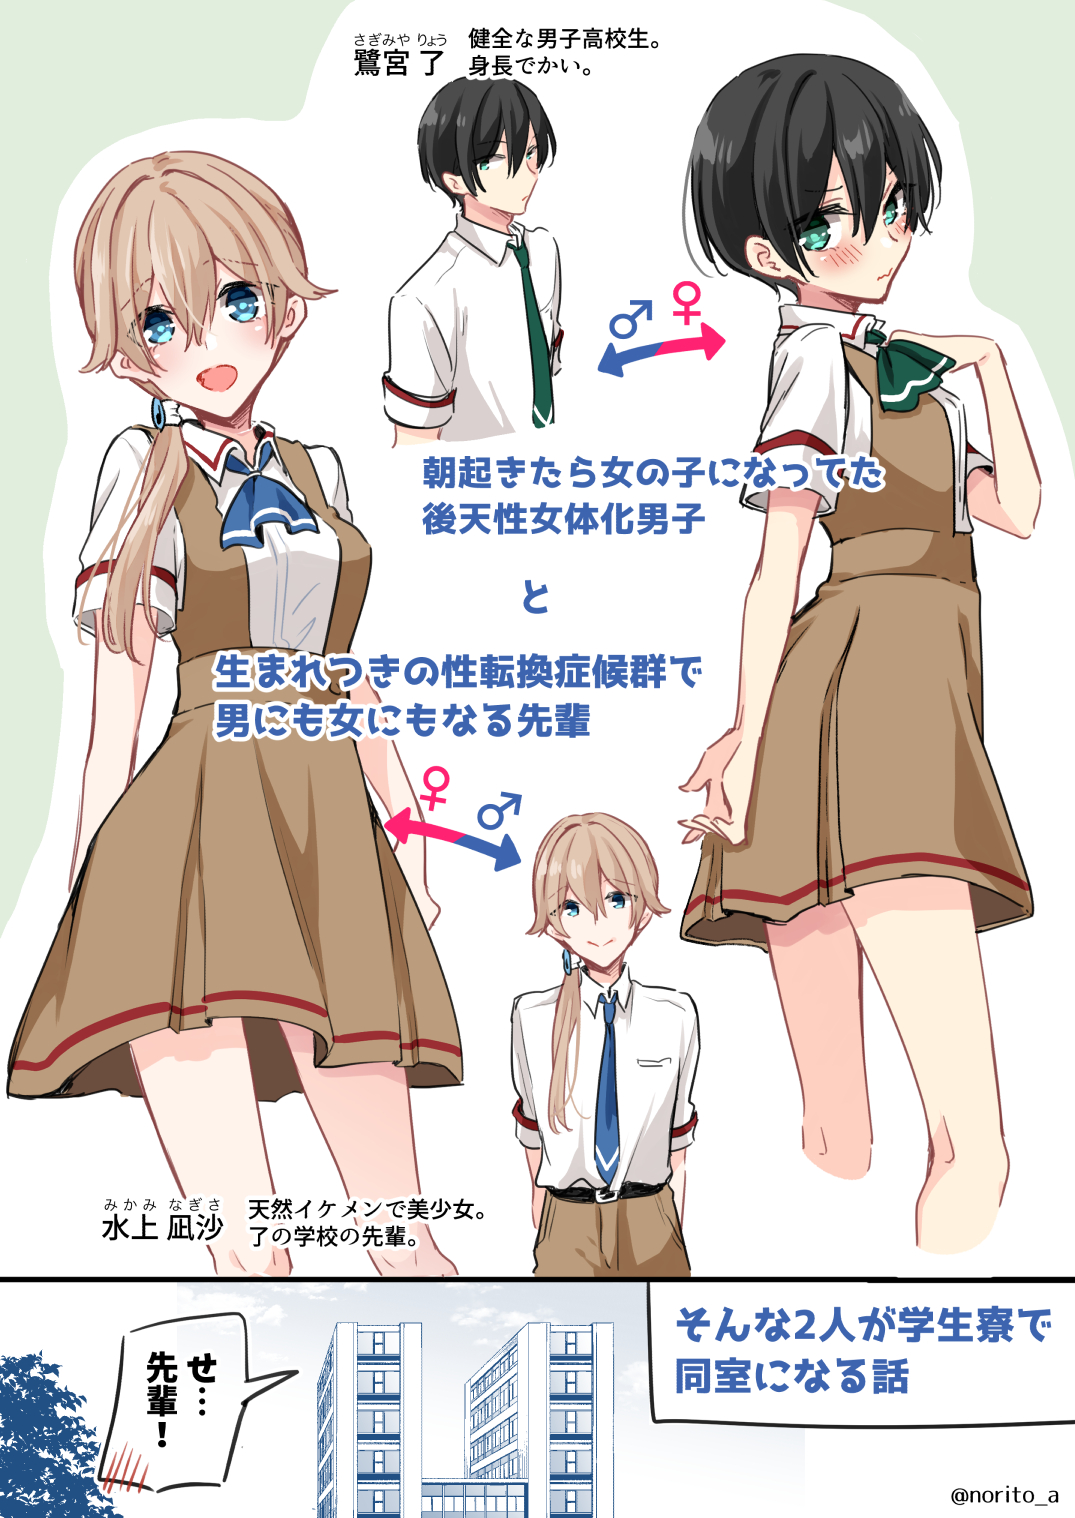 さぎみや りょう
鷺宮 了
健全な男子高校生。
身長でかい。
♂ ♀
朝起きたら女の子になってた
後天性女体化男子
と
生まれつきの性転換症候群で
男にも女にもなる先輩
♀ ♂
みかみ なぎさ
水上 凪沙
天然イケメンで美少女。
了の学校の先輩。
そんな2人が学生寮で
同室になる話
せ…
先輩！
@norito_a